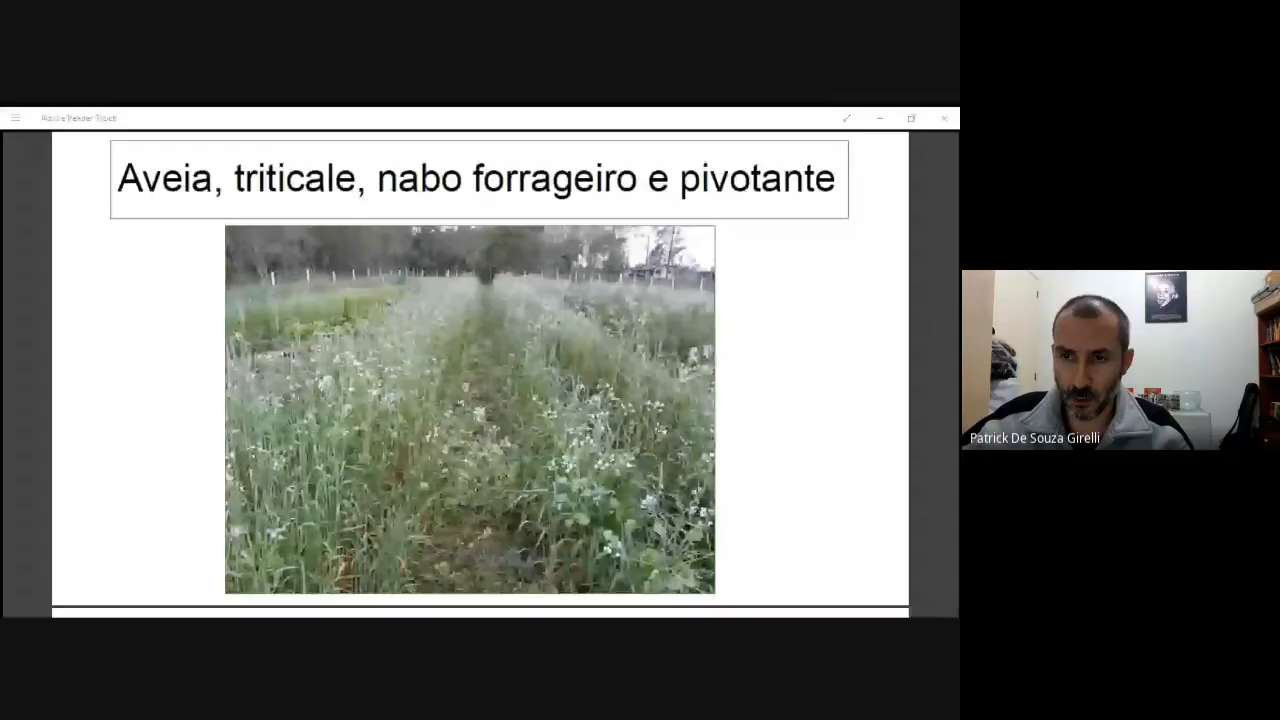 Aveia, triticale, nabo forrageiro e pivotante
Patrick De Souza Girelli